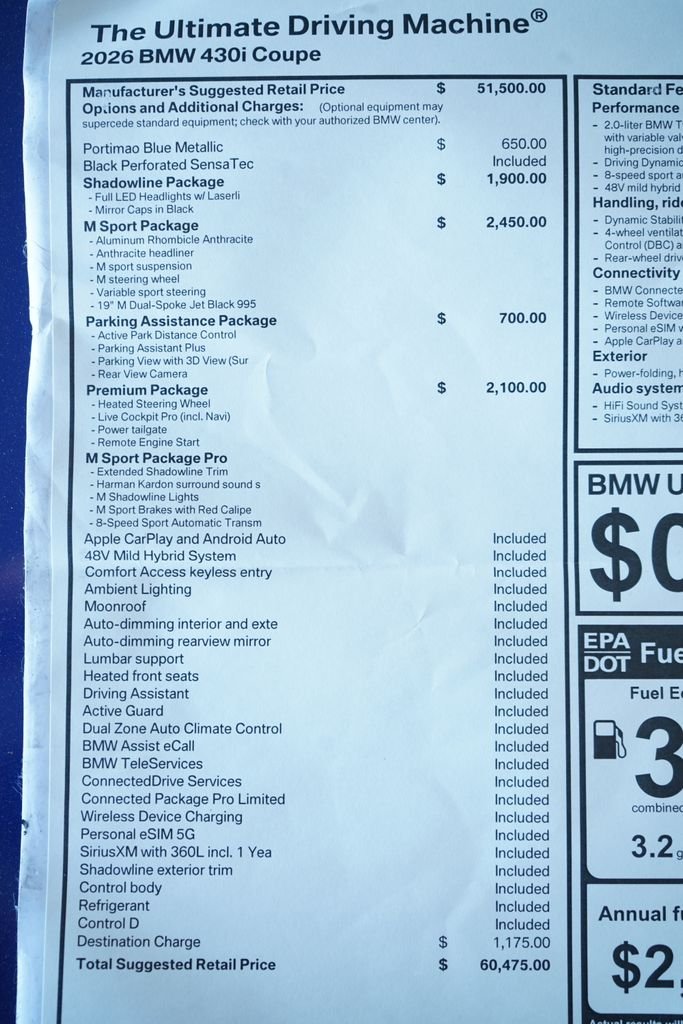 The Ultimate Driving Machine®
2026 BMW 430i Coupe
Manufacturer's Suggested Retail Price $ 51,500.00
Options and Additional Charges: (Optional equipment may
supercede standard equipment; check with your authorized BMW center).
Portimao Blue Metallic $ 650.00
Black Perforated SensaTec Included
Shadowline Package $ 1,900.00
- Full LED Headlights w/ Laserli
- Mirror Caps in Black
M Sport Package $ 2,450.00
- Aluminum Rhombicle Anthracite
- Anthracite headliner
- M sport suspension
- M steering wheel
- Variable sport steering
- 19" M Dual-Spoke Jet Black 995
Parking Assistance Package $ 700.00
- Active Park Distance Control
- Parking Assistant Plus
- Parking View with 3D View (Sur
- Rear View Camera
Premium Package $ 2,100.00
- Heated Steering Wheel
- Live Cockpit Pro (incl. Navi)
- Power tailgate
- Remote Engine Start
M Sport Package Pro
- Extended Shadowline Trim
- Harman Kardon surround sound s
- M Shadowline Lights
- M Sport Brakes with Red Calipe
- 8-Speed Sport Automatic Transm
Apple CarPlay and Android Auto Included
48V Mild Hybrid System Included
Comfort Access keyless entry Included
Ambient Lighting Included
Moonroof Included
Auto-dimming interior and exte Included
Auto-dimming rearview mirror Included
Lumbar support Included
Heated front seats Included
Driving Assistant Included
Active Guard Included
Dual Zone Auto Climate Control Included
BMW Assist eCall Included
BMW TeleServices Included
ConnectedDrive Services Included
Connected Package Pro Limited Included
Wireless Device Charging Included
Personal eSIM 5G Included
SiriusXM with 360L incl. 1 Yea Included
Shadowline exterior trim Included
Control body Included
Refrigerant Included
Control D Included
Destination Charge $ 1,175.00
Total Suggested Retail Price $ 60,475.00
Standard Fe
Performance
- 2.0-liter BMW T
with variable val
high-precision d
- Driving Dynamic
- 8-speed sport a
- 48V mild hybrid
Handling, ride
- Dynamic Stabilit
- 4-wheel ventilat
Control (DBC) a
- Rear-wheel driv
Connectivity
- BMW Connecte
- Remote Softwa
- Wireless Device
- Personal eSIM w
- Apple CarPlay a
Exterior
- Power-folding, h
Audio system
- HiFi Sound Syst
- SiriusXM with 36
BMW U
$0
EPA
DOT
Fue
Fuel E
3
combined
3.2 g
Annual fu
$2,
Actual results will